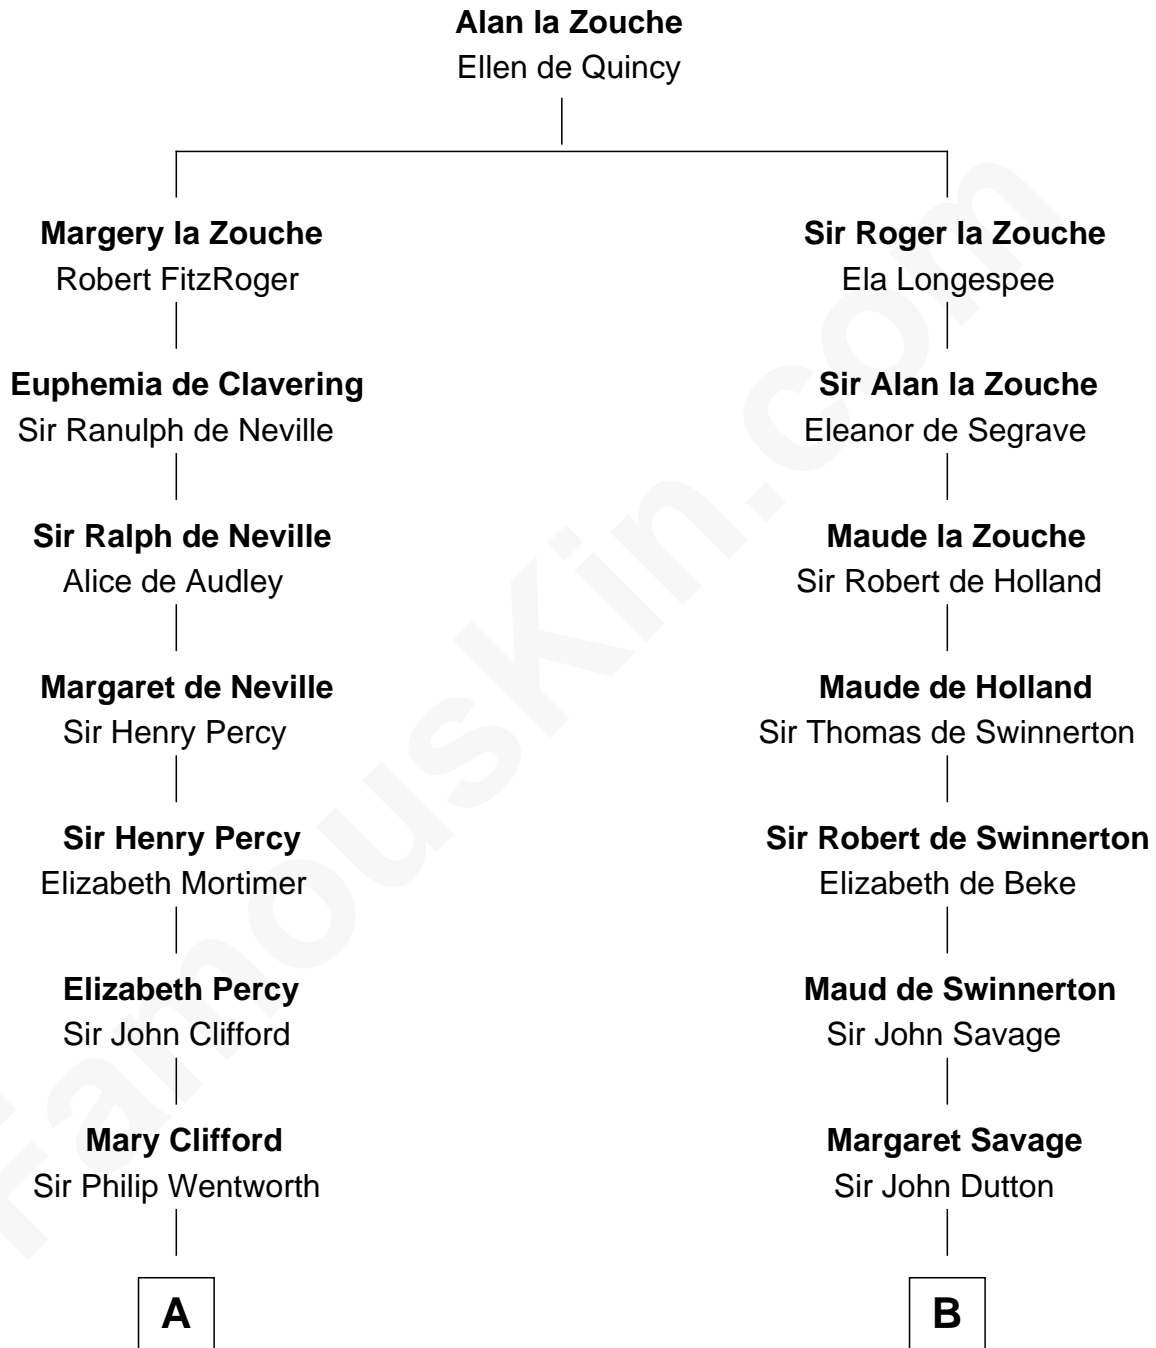 Alan la Zouche
Ellen de Quincy
Margery la Zouche
Robert FitzRoger
Sir Roger la Zouche
Ela Longespee
Euphemia de Clavering
Sir Ranulph de Neville
Sir Alan la Zouche
Eleanor de Segrave
Sir Ralph de Neville
Alice de Audley
Maude la Zouche
Sir Robert de Holland
Margaret de Neville
Sir Henry Percy
Maude de Holland
Sir Thomas de Swinnerton
Sir Henry Percy
Elizabeth Mortimer
Sir Robert de Swinnerton
Elizabeth de Beke
Elizabeth Percy
Sir John Clifford
Maud de Swinnerton
Sir John Savage
Mary Clifford
Sir Philip Wentworth
Margaret Savage
Sir John Dutton
A
B
FamousKin.com